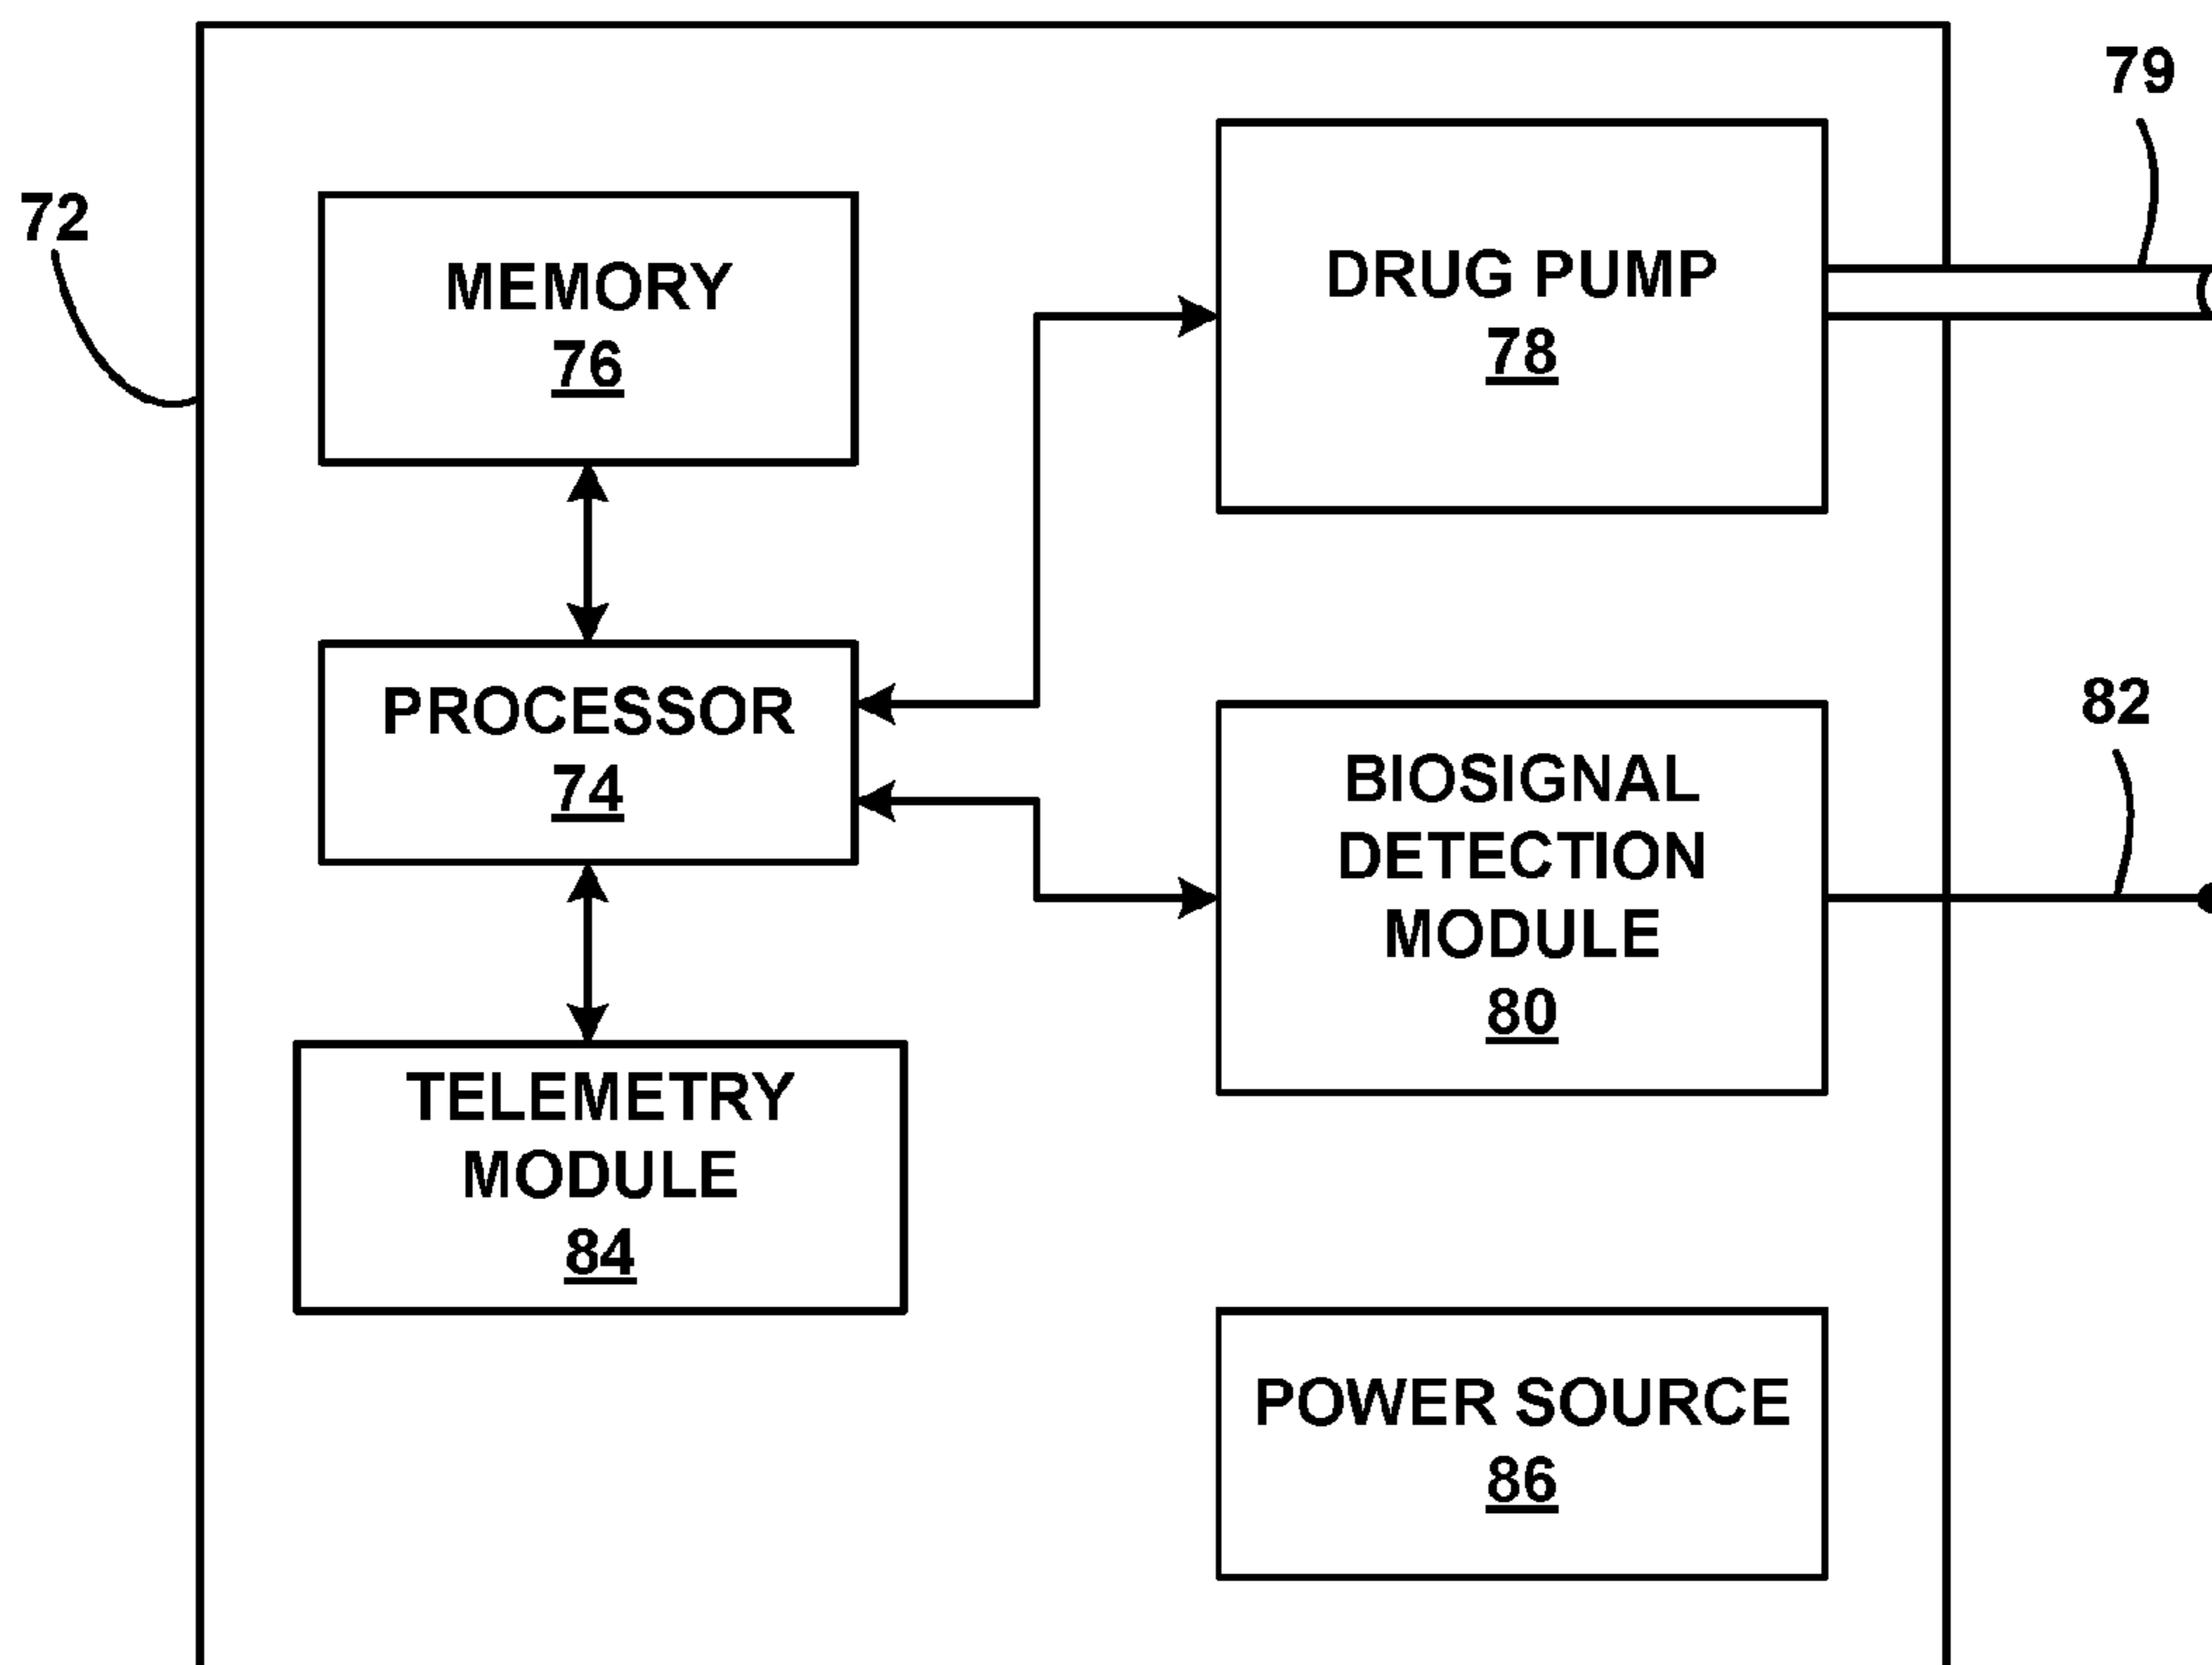 72
79
MEMORY
76
DRUG PUMP
78
PROCESSOR
74
82
BIOSIGNAL
DETECTION
MODULE
80
TELEMETRY
MODULE
84
POWER SOURCE
86